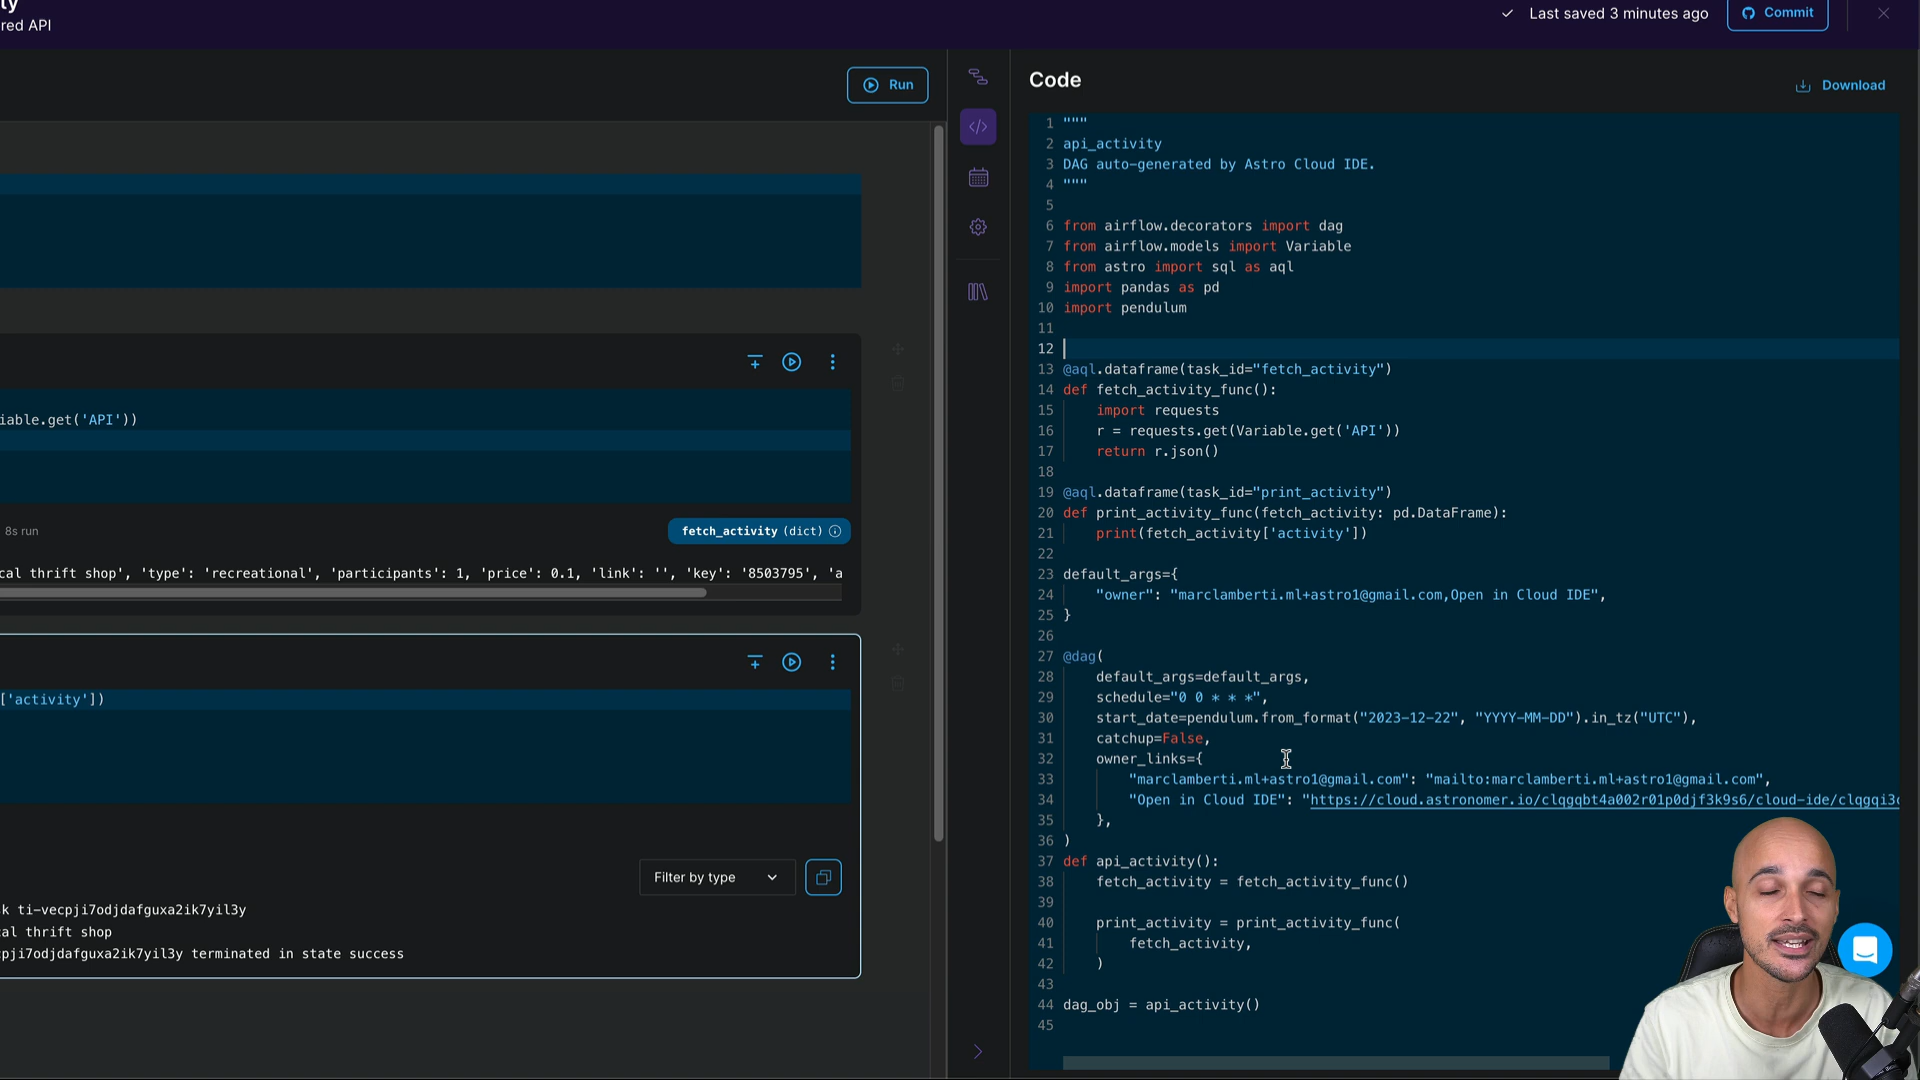 ty
red API
Last saved 3 minutes ago
Commit
Run
iable.get('API'))
8s run
fetch_activity (dict)
cal thrift shop', 'type': 'recreational', 'participants': 1, 'price': 0.1, 'link': '', 'key': '8503795', 'a
['activity'])
Filter by type
k ti-vecpji7odjdafguxa2ik7yil3y
al thrift shop
pji7odjdafguxa2ik7yil3y terminated in state success
Code
Download
1 """
2 api_activity
3 DAG auto-generated by Astro Cloud IDE.
4 """
5
6 from airflow.decorators import dag
7 from airflow.models import Variable
8 from astro import sql as aql
9 import pandas as pd
10 import pendulum
11
12
13 @aql.dataframe(task_id="fetch_activity")
14 def fetch_activity_func():
15     import requests
16     r = requests.get(Variable.get('API'))
17     return r.json()
18
19 @aql.dataframe(task_id="print_activity")
20 def print_activity_func(fetch_activity: pd.DataFrame):
21     print(fetch_activity['activity'])
22
23 default_args={
24     "owner": "marclamberti.ml+astro1@gmail.com,Open in Cloud IDE",
25 }
26
27 @dag(
28     default_args=default_args,
29     schedule="0 0 * * *",
30     start_date=pendulum.from_format("2023-12-22", "YYYY-MM-DD").in_tz("UTC"),
31     catchup=False,
32     owner_links={
33         "marclamberti.ml+astro1@gmail.com": "mailto:marclamberti.ml+astro1@gmail.com",
34         "Open in Cloud IDE": "https://cloud.astronomer.io/clqgqbt4a002r01p0djf3k9s6/cloud-ide/clqgqi3c
35     },
36 )
37 def api_activity():
38     fetch_activity = fetch_activity_func()
39
40     print_activity = print_activity_func(
41         fetch_activity,
42     )
43
44 dag_obj = api_activity()
45